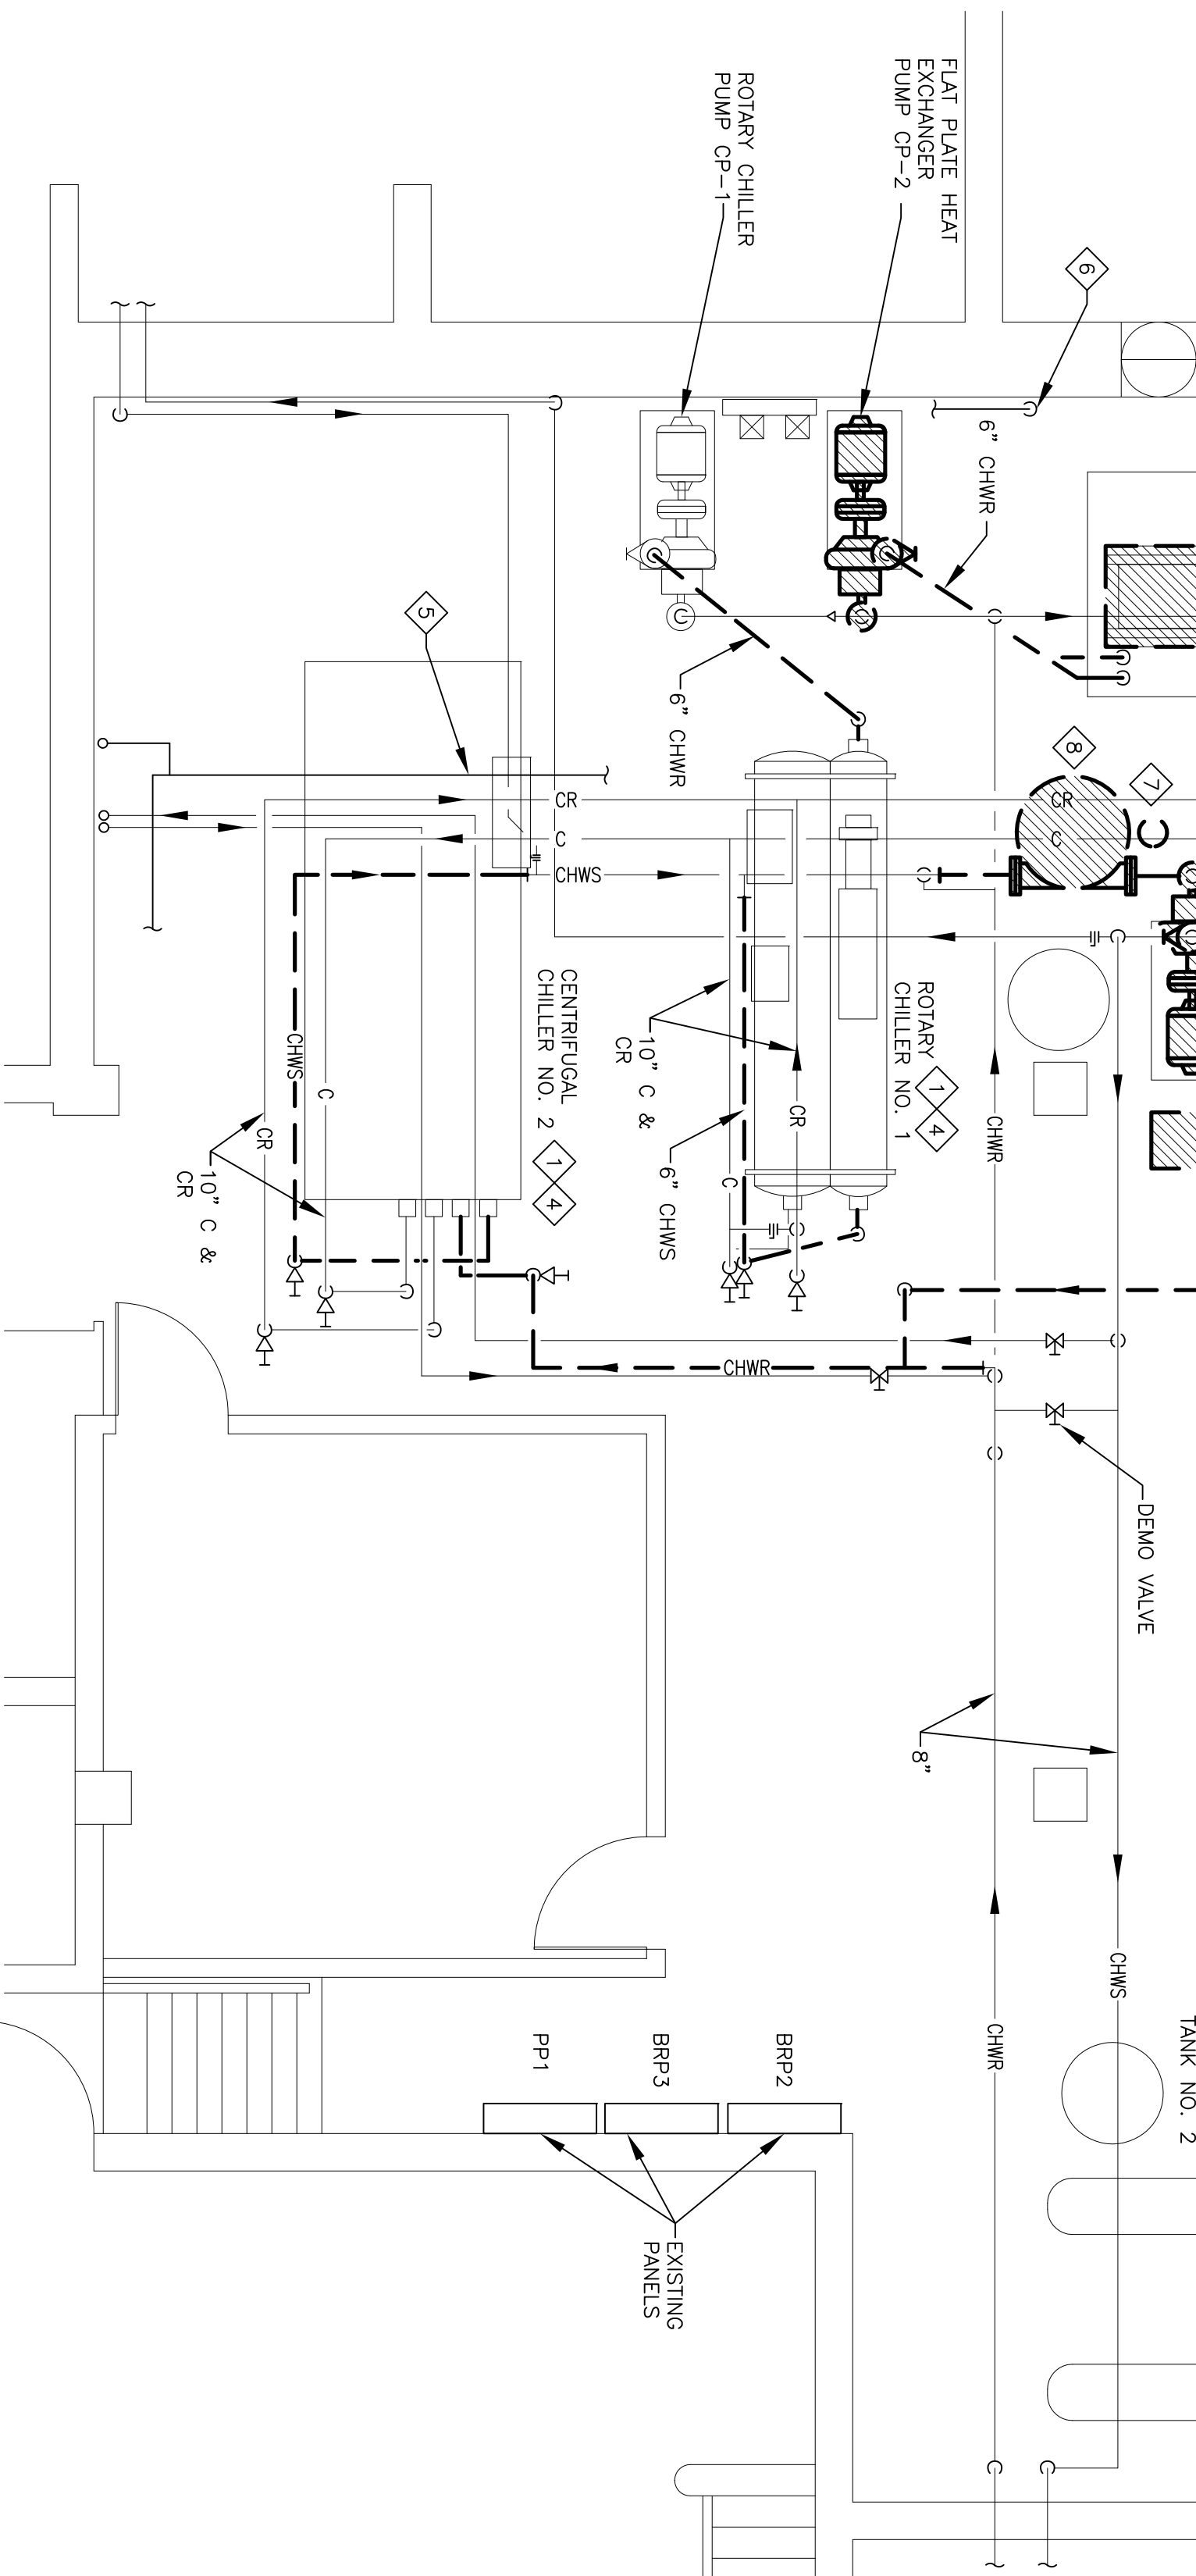 FLAT PLATE HEAT
EXCHANGER
PUMP CP-2
ROTARY CHILLER
PUMP CP-1
6
6" CHWR
5
6" CHWR
8
7
CR
C
CHWS
CR
C
ROTARY
CHILLER NO. 1
1
4
CENTRIFUGAL
CHILLER NO. 2
1
4
10" C &
CR
6" CHWS
CR
C
CHWR
CHWS
C
CR
10" C &
CR
CHWR
DEMO VALVE
8"
CHWS
CHWR
TANK NO. 2
BRP2
BRP3
PP1
EXISTING
PANELS